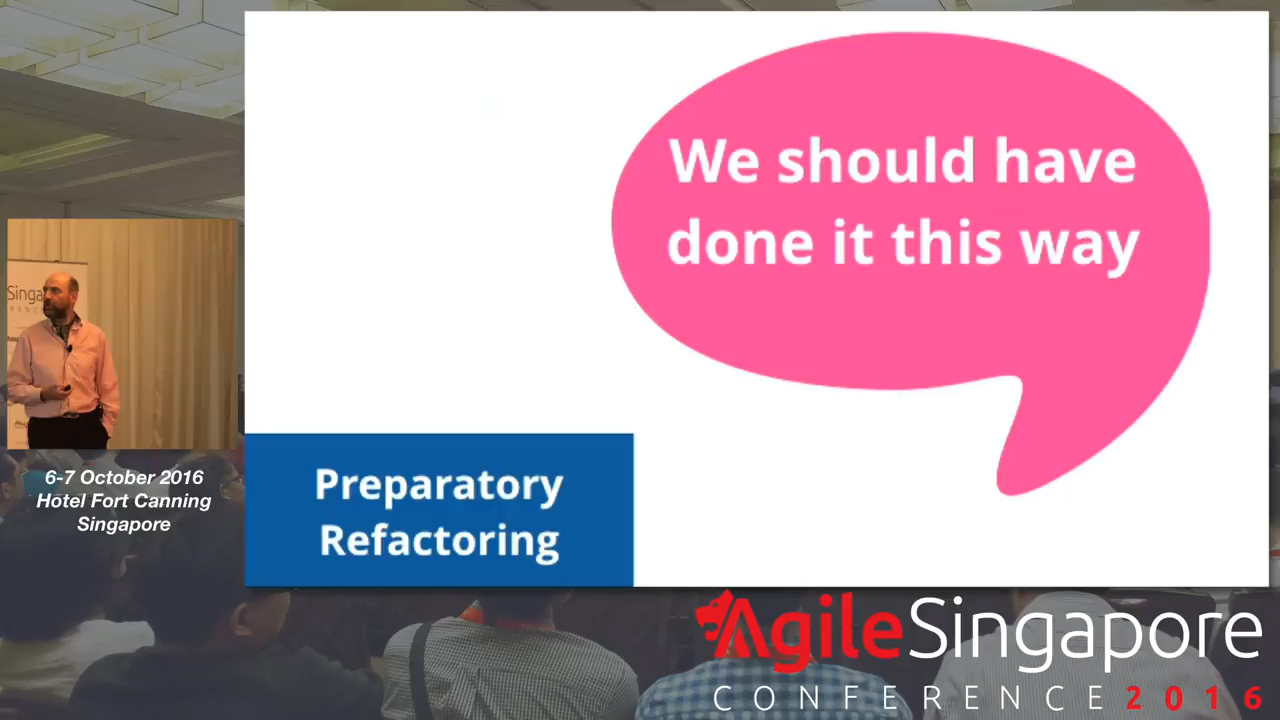 We should have
done it this way
Preparatory
Refactoring
Singa
6-7 October 2016
Hotel Fort Canning
Singapore
AgileSingapore
CONFERENCE 2016